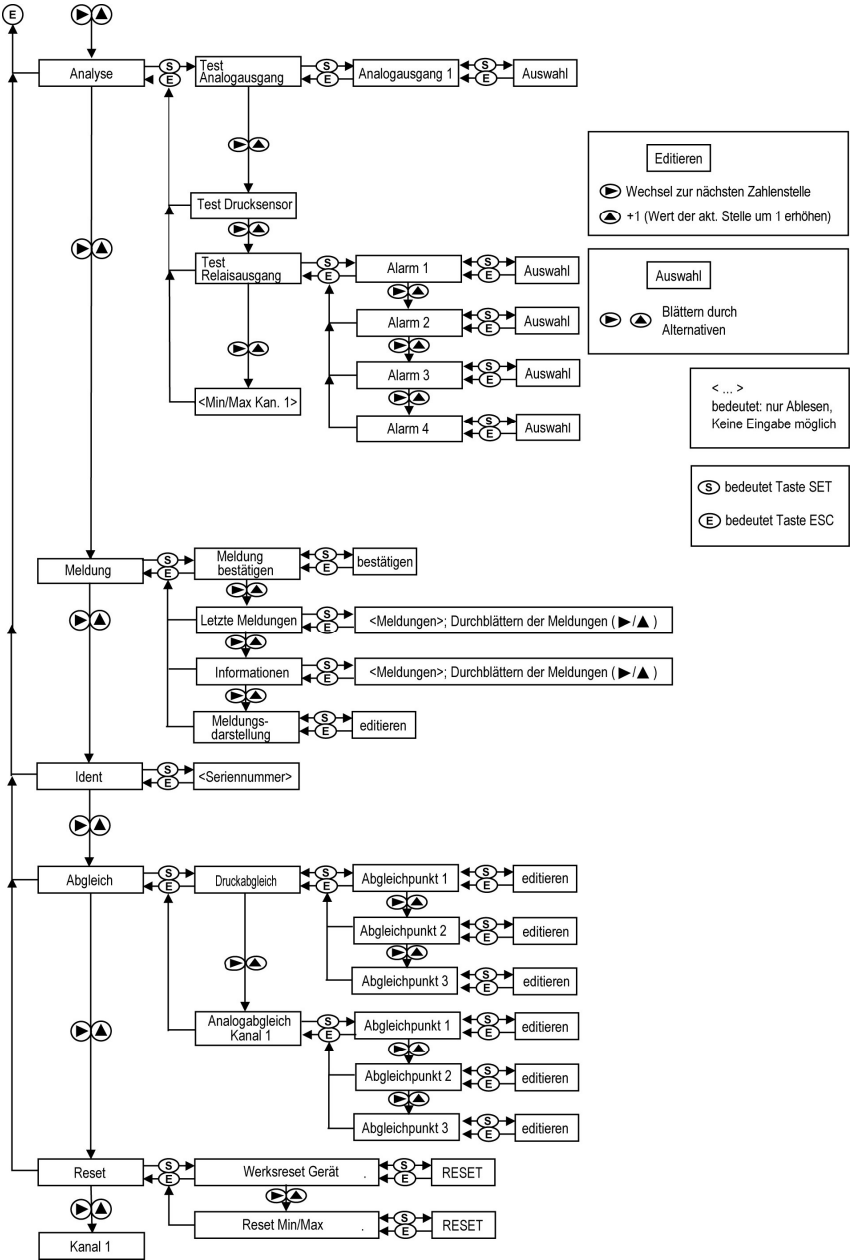 E
Analyse
S
E
Test
Analogausgang
S
E
Analogausgang 1
S
E
Auswahl
Editieren
Wechsel zur nächsten Zahlenstelle
+1 (Wert der akt. Stelle um 1 erhöhen)
Test Drucksensor
Test
Relaisausgang
S
E
Alarm 1
S
E
Auswahl
Auswahl
Blättern durch
Alternativen
Alarm 2
S
E
Auswahl
Alarm 3
S
E
Auswahl
<Min/Max Kan. 1>
Alarm 4
S
E
Auswahl
< ... >
bedeutet: nur Ablesen,
Keine Eingabe möglich
S bedeutet Taste SET
E bedeutet Taste ESC
Meldung
S
E
Meldung
bestätigen
S
E
bestätigen
Letzte Meldungen
S
E
<Meldungen>; Durchblättern der Meldungen (▶/▲ )
Informationen
S
E
<Meldungen>; Durchblättern der Meldungen (▶/▲ )
Meldungs-
darstellung
S
E
editieren
Ident
S
E
<Seriennummer>
Abgleich
S
E
Druckabgleich
S
E
Abgleichpunkt 1
S
E
editieren
Abgleichpunkt 2
S
E
editieren
Abgleichpunkt 3
S
E
editieren
Analogabgleich
Kanal 1
S
E
Abgleichpunkt 1
S
E
editieren
Abgleichpunkt 2
S
E
editieren
Abgleichpunkt 3
S
E
editieren
Reset
S
E
Werksreset Gerät .
S
E
RESET
Reset Min/Max .
S
E
RESET
Kanal 1